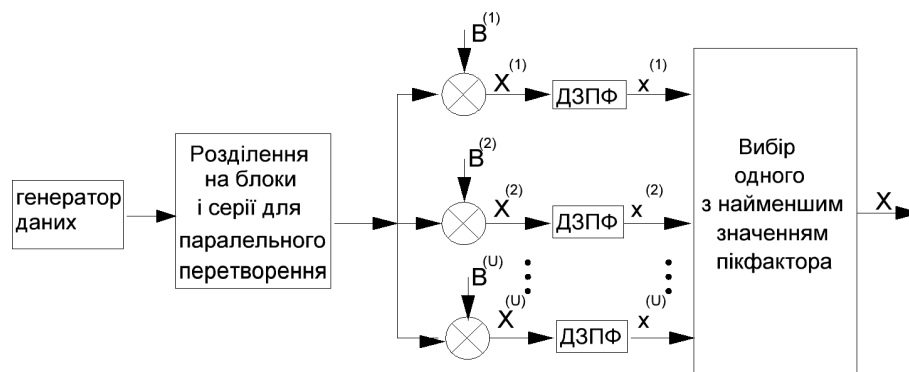 генератор
даних
Розділення
на блоки
і серії для
паралельного
перетворення
B(1)
X(1)
ДЗПФ
x(1)
B(2)
X(2)
ДЗПФ
x(2)
B(U)
X(U)
ДЗПФ
x(U)
Вибір
одного
з найменшим
значенням
пікфактора
X